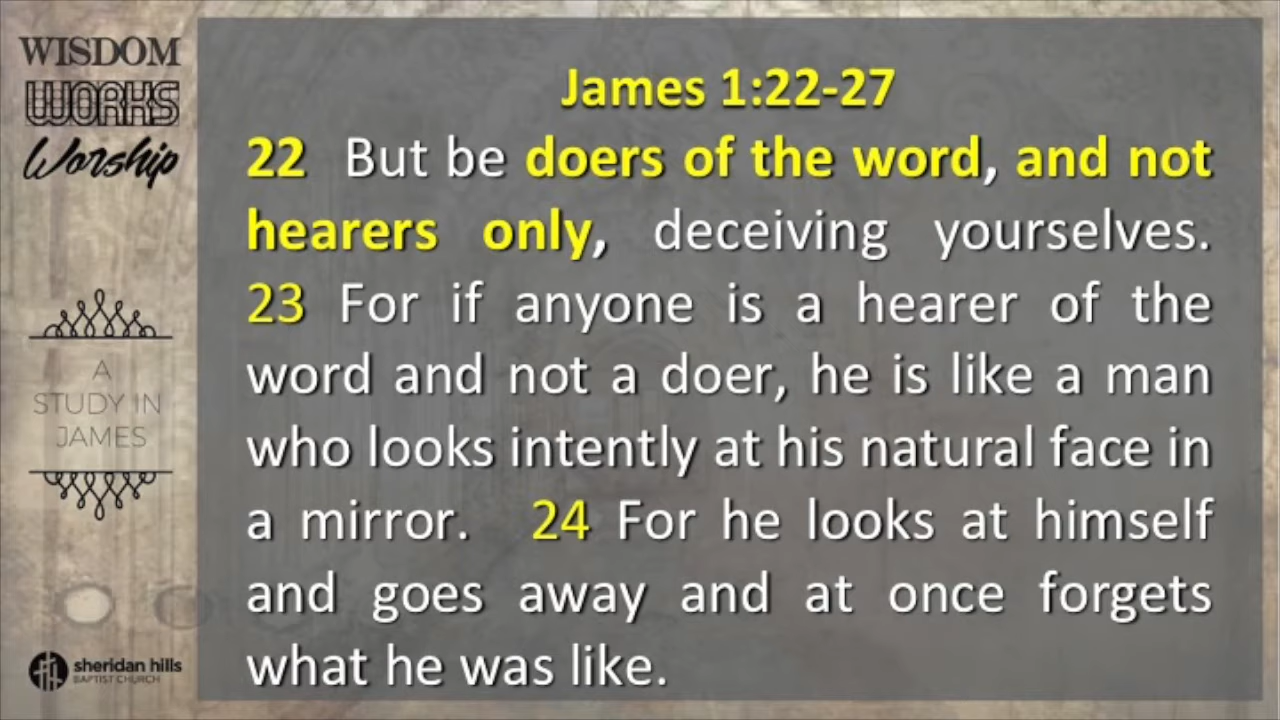 WISDOM
WORKS
Worship
A
STUDY IN
JAMES
sheridan hills
BAPTIST CHURCH
James 1:22-27
22 But be doers of the word, and not
hearers only, deceiving yourselves.
23 For if anyone is a hearer of the
word and not a doer, he is like a man
who looks intently at his natural face in
a mirror. 24 For he looks at himself
and goes away and at once forgets
what he was like.